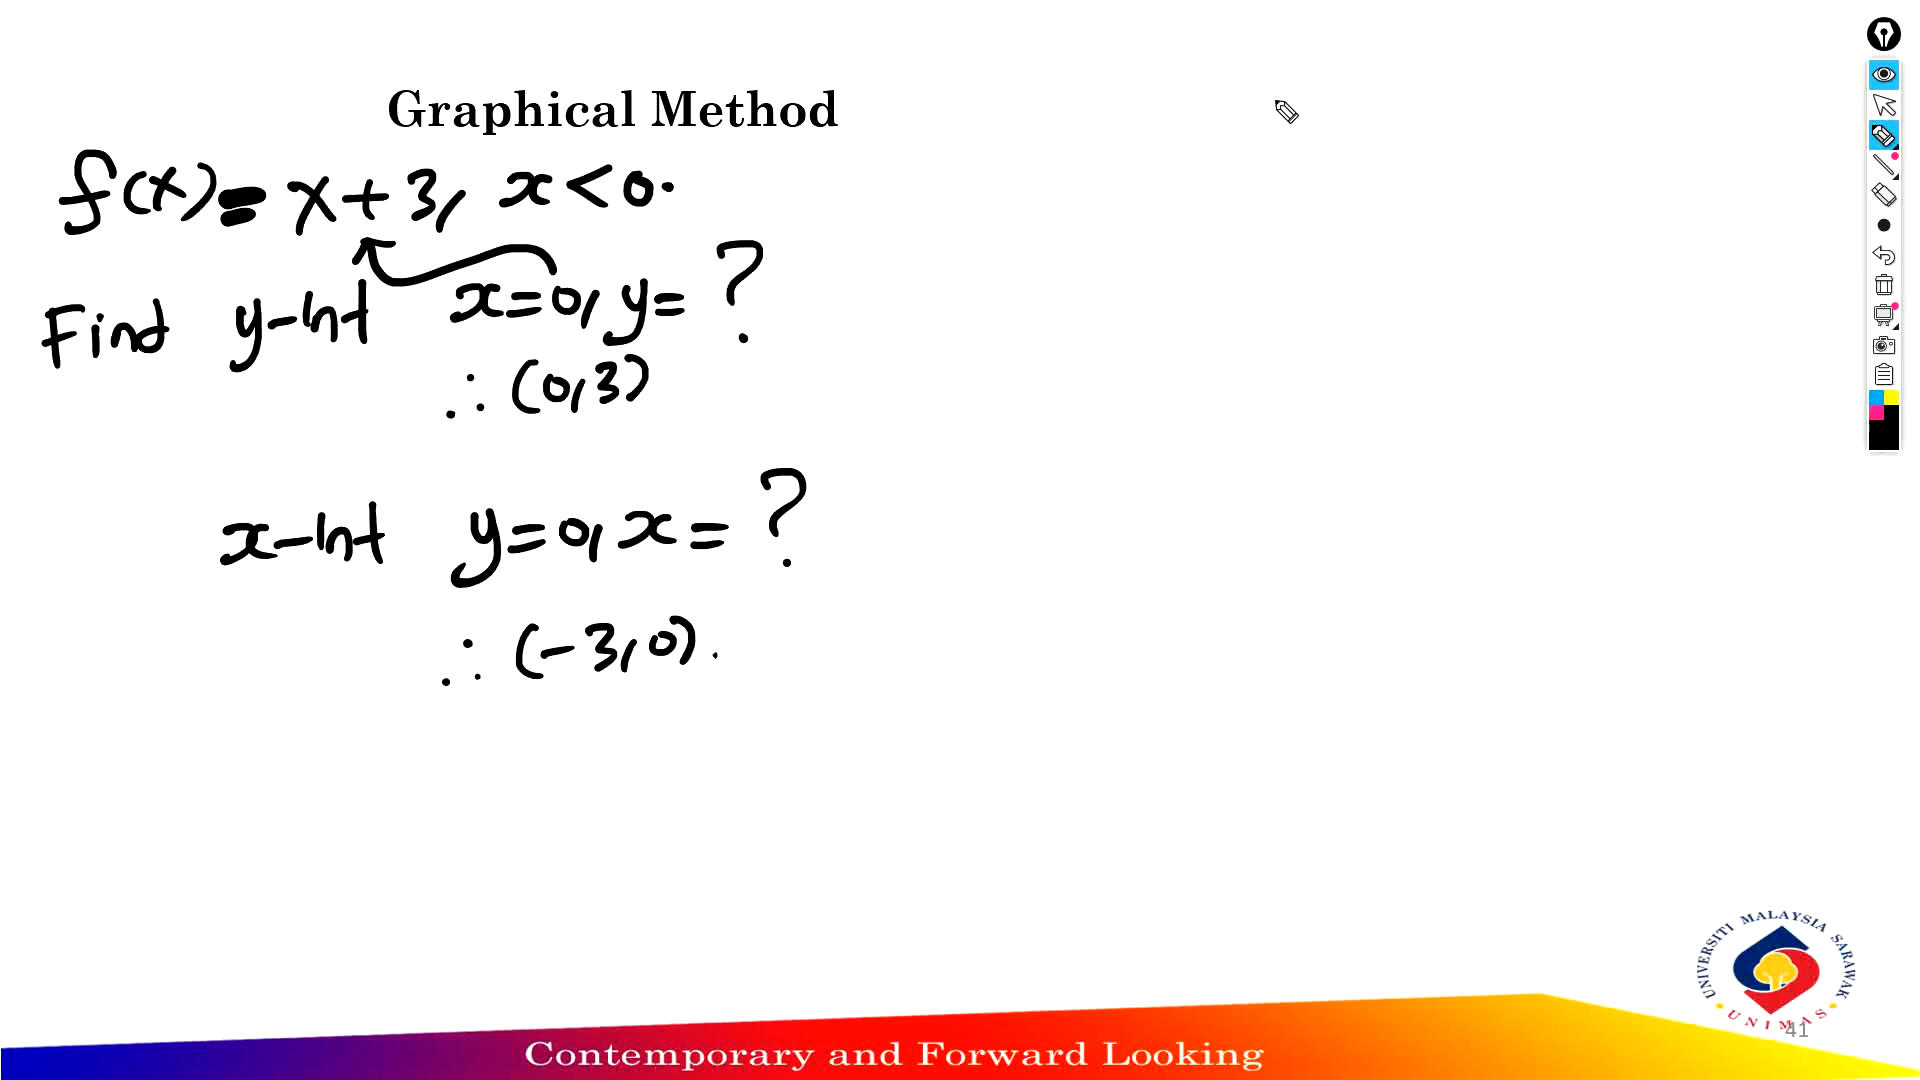 Graphical Method
f(x) = x + 3, x < 0.
Find y-Int x=0, y= ?
∴ (0,3)
x-Int y=0, x= ?
∴ (-3,0).
UNIVERSITI MALAYSIA SARAWAK
UNIMAS
41
Contemporary and Forward Looking